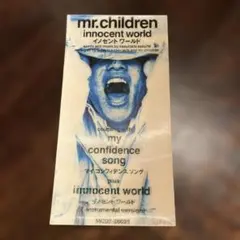 mr.children
innocent world
イノセント ワールド
my
confidence
song
マイ コンフィデンス ソング
plus
innocent world
イノセント ワールド
instrumental version